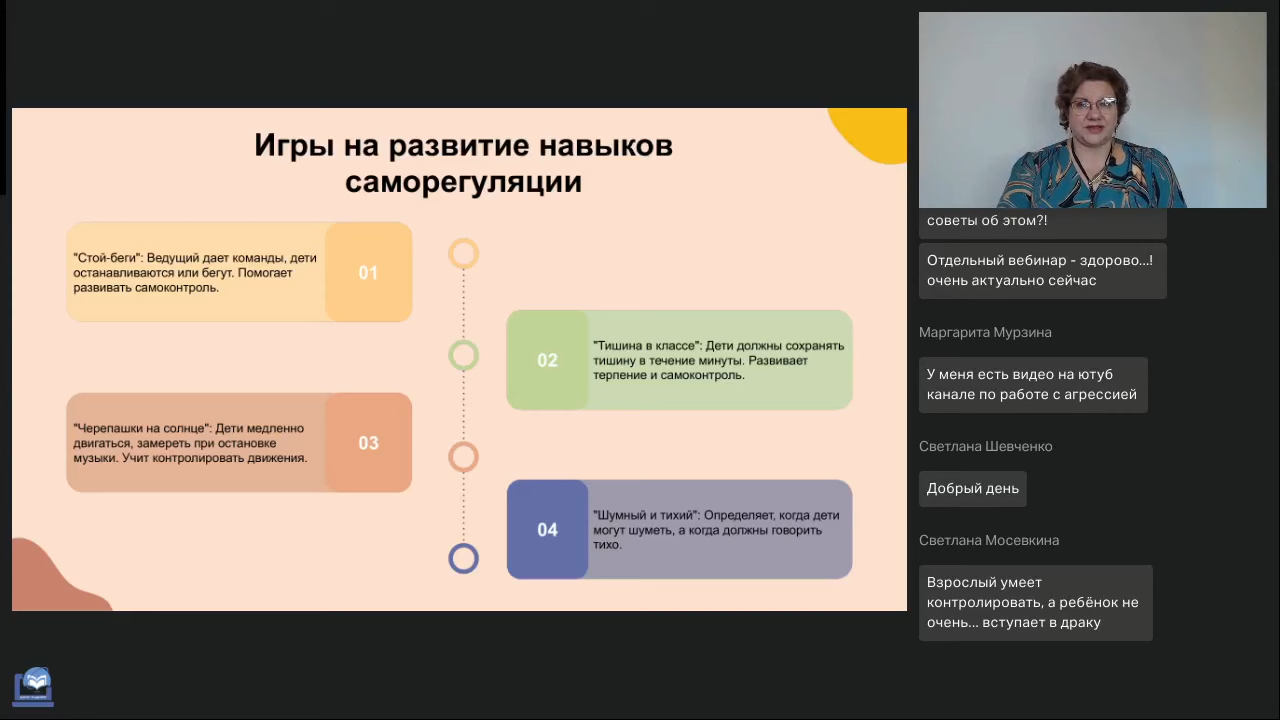 Игры на развитие навыков
саморегуляции
"Стой-беги": Ведущий дает команды, дети
останавливаются или бегут. Помогает
развивать самоконтроль.
01
02
"Тишина в классе": Дети должны сохранять
тишину в течение минуты. Развивает
терпение и самоконтроль.
"Черепашки на солнце": Дети медленно
двигаться, замереть при остановке
музыки. Учит контролировать движения.
03
04
"Шумный и тихий": Определяет, когда дети
могут шуметь, а когда должны говорить
тихо.
советы об этом?!
Отдельный вебинар - здорово...!
очень актуально сейчас
Маргарита Мурзина
У меня есть видео на ютуб
канале по работе с агрессией
Светлана Шевченко
Добрый день
Светлана Мосевкина
Взрослый умеет
контролировать, а ребёнок не
очень... вступает в драку